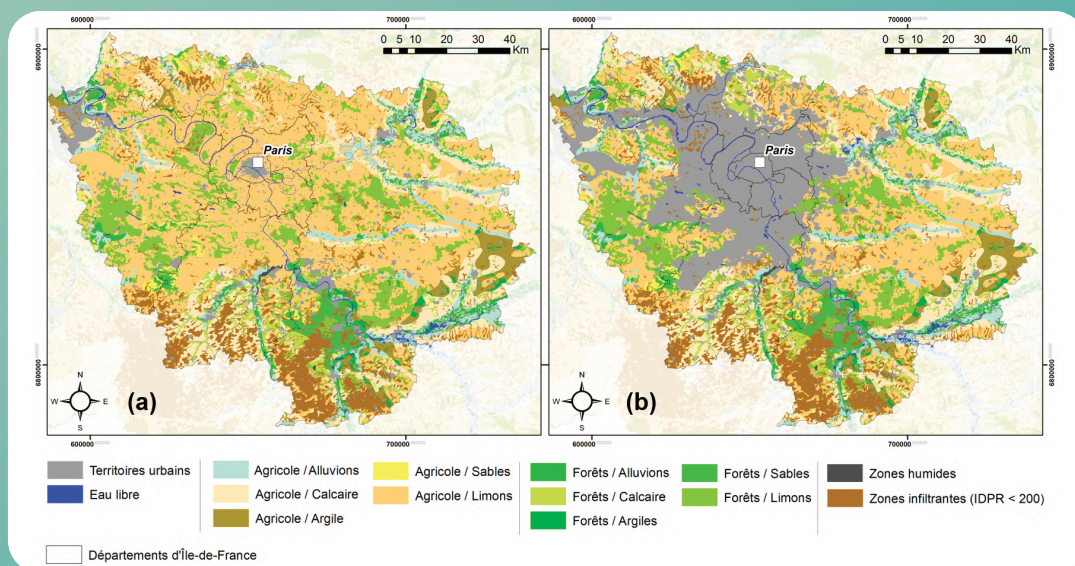 600000
700000
600000
700000
0 5 10 20 30 40
Km
0 5 10 20 30 40
Km
6900000
6900000
Paris
Paris
6800000
6800000
N
W E
S
(a)
N
W E
S
(b)
600000
700000
600000
700000
Territoires urbains
Eau libre
Agricole / Alluvions
Agricole / Calcaire
Agricole / Argile
Agricole / Sables
Agricole / Limons
Forêts / Alluvions
Forêts / Calcaire
Forêts / Argiles
Forêts / Sables
Forêts / Limons
Zones humides
Zones infiltrantes (IDPR < 200)
Départements d'Île-de-France